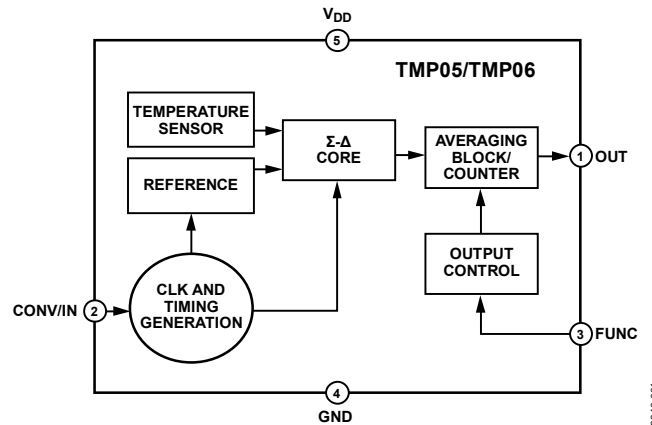 VDD
5
TMP05/TMP06
TEMPERATURE
SENSOR
Σ-Δ
CORE
AVERAGING
BLOCK/
COUNTER
1 OUT
REFERENCE
OUTPUT
CONTROL
CLK AND
TIMING
GENERATION
CONV/IN 2
3 FUNC
4
GND